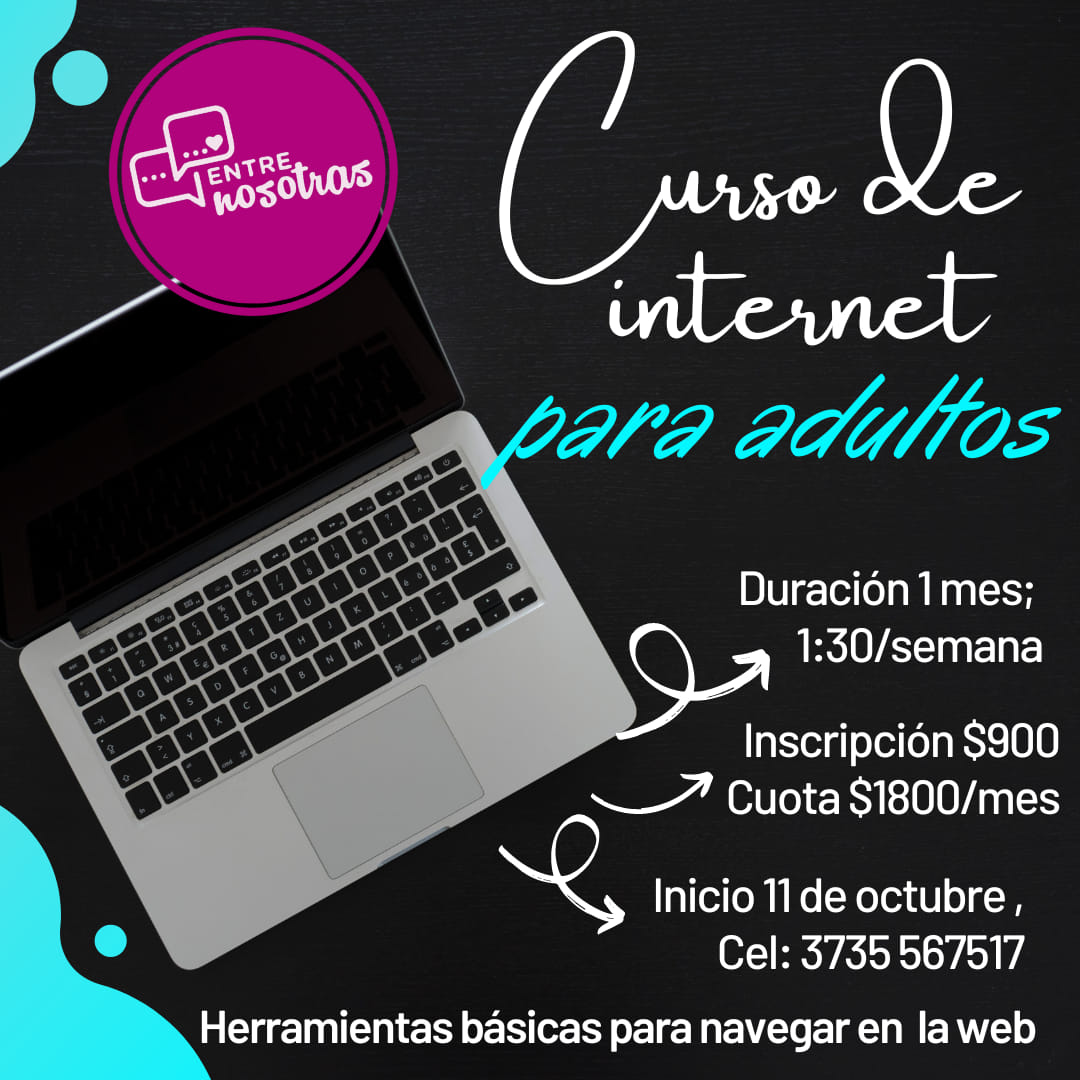 ENTRE
nosotras
Curso de
internet
para adultos
Duración 1 mes;
1:30/semana
Inscripción $900
Cuota $1800/mes
Inicio 11 de octubre ,
Cel: 3735 567517
Herramientas básicas para navegar en la web